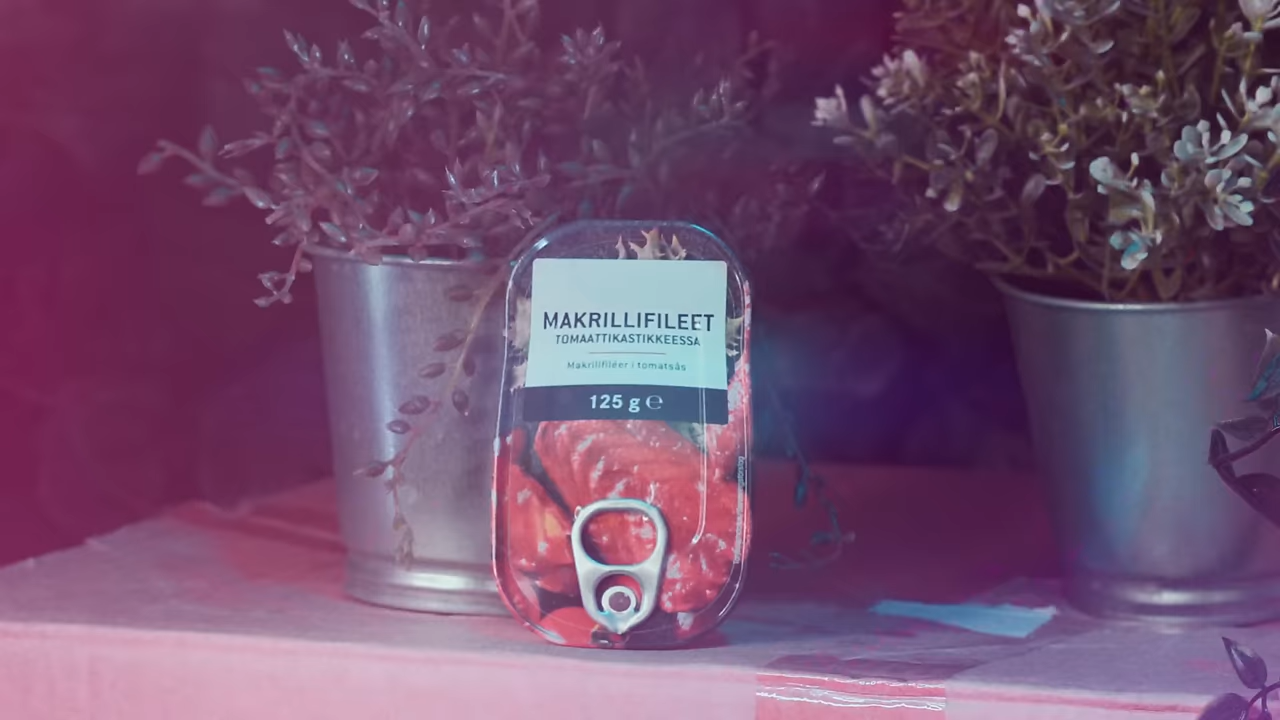 MAKRILLIFILEET
TOMAATTIKASTIKKEESSA
Makrillfiléer i tomatsås
125 g ℮